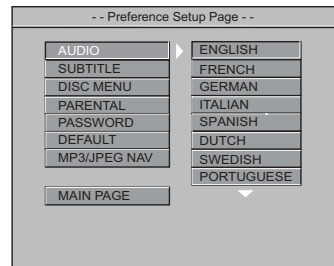 - - Preference Setup Page - -
AUDIO
SUBTITLE
DISC MENU
PARENTAL
PASSWORD
DEFAULT
MP3/JPEG NAV
MAIN PAGE
ENGLISH
FRENCH
GERMAN
ITALIAN
SPANISH
DUTCH
SWEDISH
PORTUGUESE